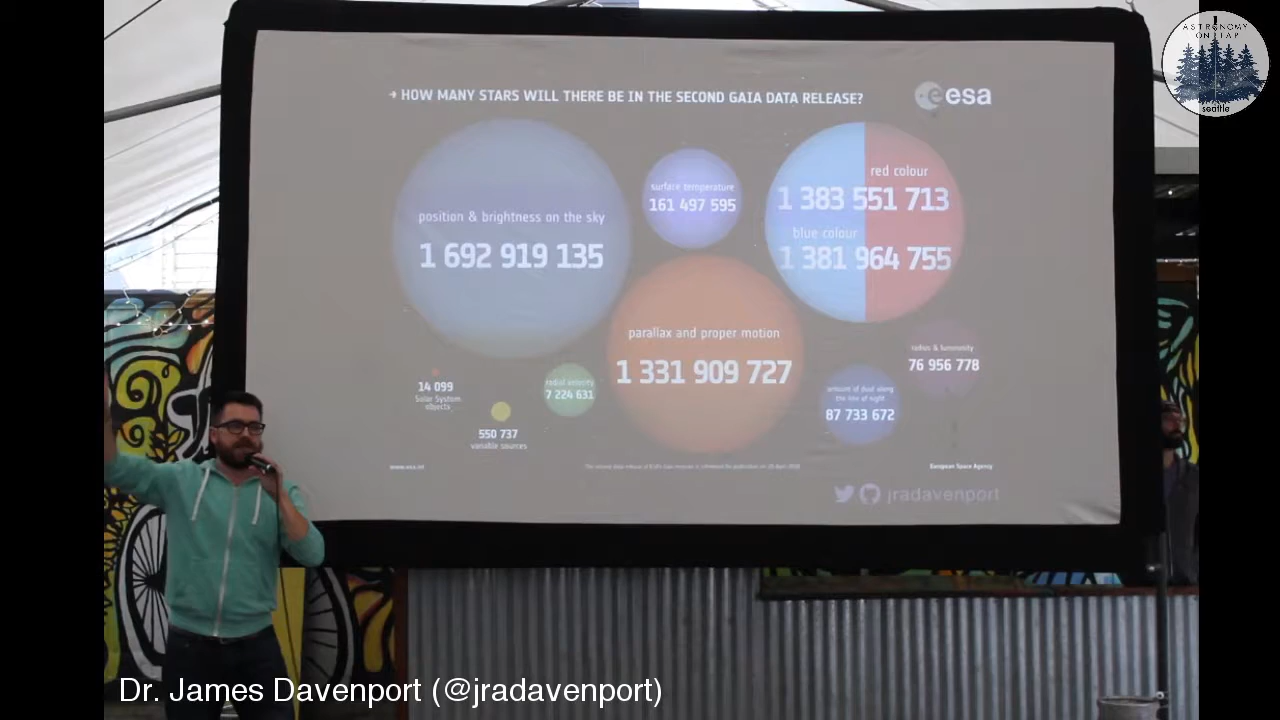 ASTRONOMY
ON TAP
seattle
→ HOW MANY STARS WILL THERE BE IN THE SECOND GAIA DATA RELEASE?
esa
position & brightness on the sky
1 692 919 135
surface temperature
161 497 595
red colour
1 383 551 713
blue colour
1 381 964 755
parallax and proper motion
1 331 909 727
radius & luminosity
76 956 778
amount of dust along
the line of sight
87 733 672
radial velocity
7 224 631
14 099
Solar System
objects
550 737
variable sources
www.esa.int
European Space Agency
jradavenport
Dr. James Davenport (@jradavenport)